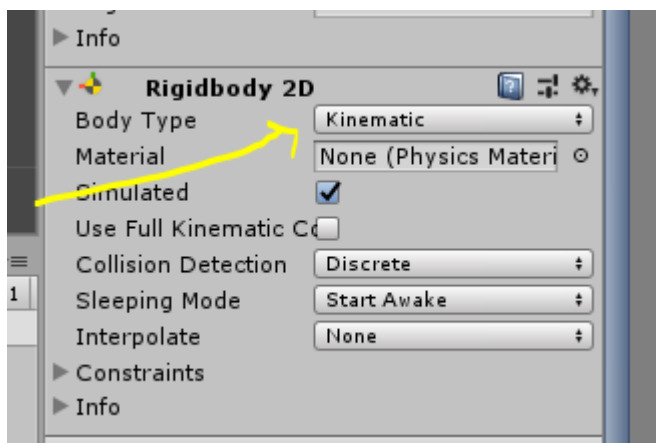 Info
Rigidbody 2D
Body Type Kinematic
Material None (Physics Materi
Simulated
Use Full Kinematic Co
Collision Detection Discrete
1
Sleeping Mode Start Awake
Interpolate None
Constraints
Info